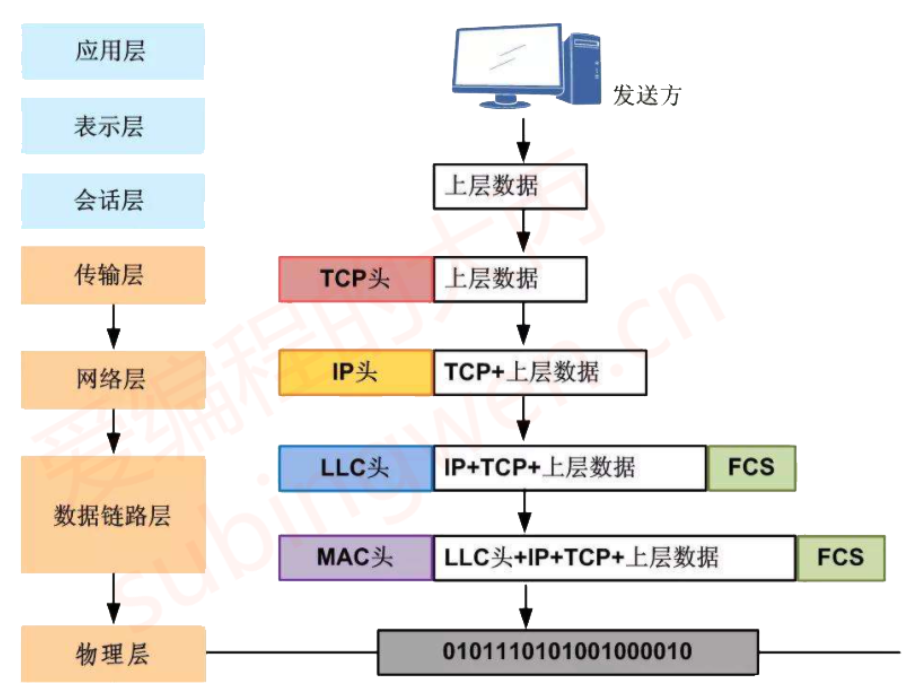 应用层
发送方
表示层
上层数据
会话层
传输层
TCP头 上层数据
网络层
IP头 TCP+上层数据
数据链路层
LLC头 IP+TCP+上层数据 FCS
MAC头 LLC头+IP+TCP+上层数据 FCS
物理层
0101110101001000010
爱编程的大丙
subingwen.cn